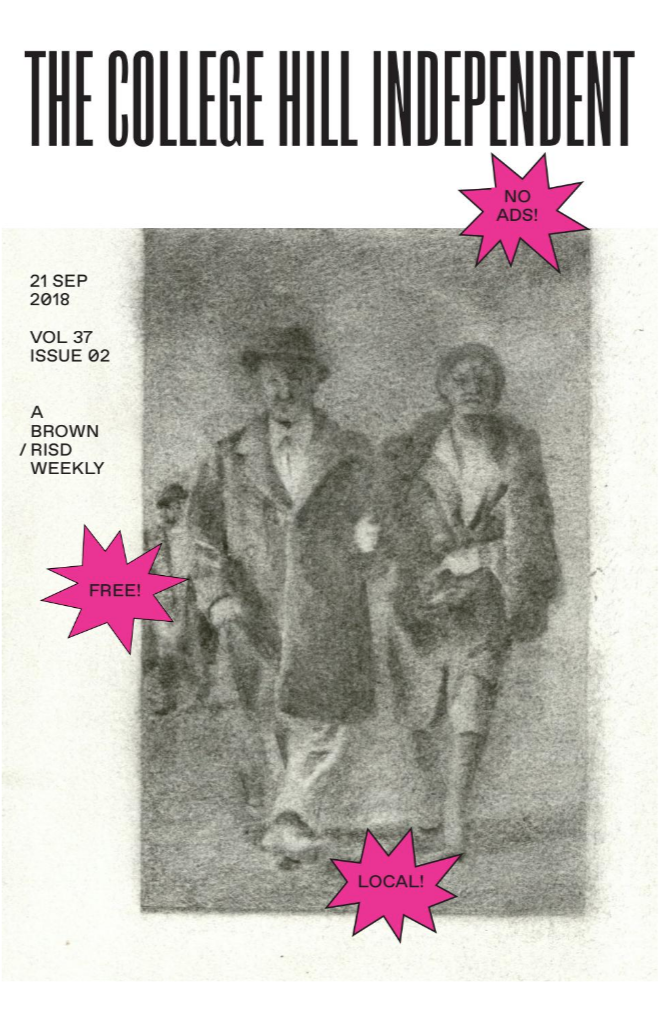 THE COLLEGE HILL INDEPENDENT
NO
ADS!
21 SEP
2018
VOL 37
ISSUE 02
A
BROWN
/ RISD
WEEKLY
FREE!
LOCAL!